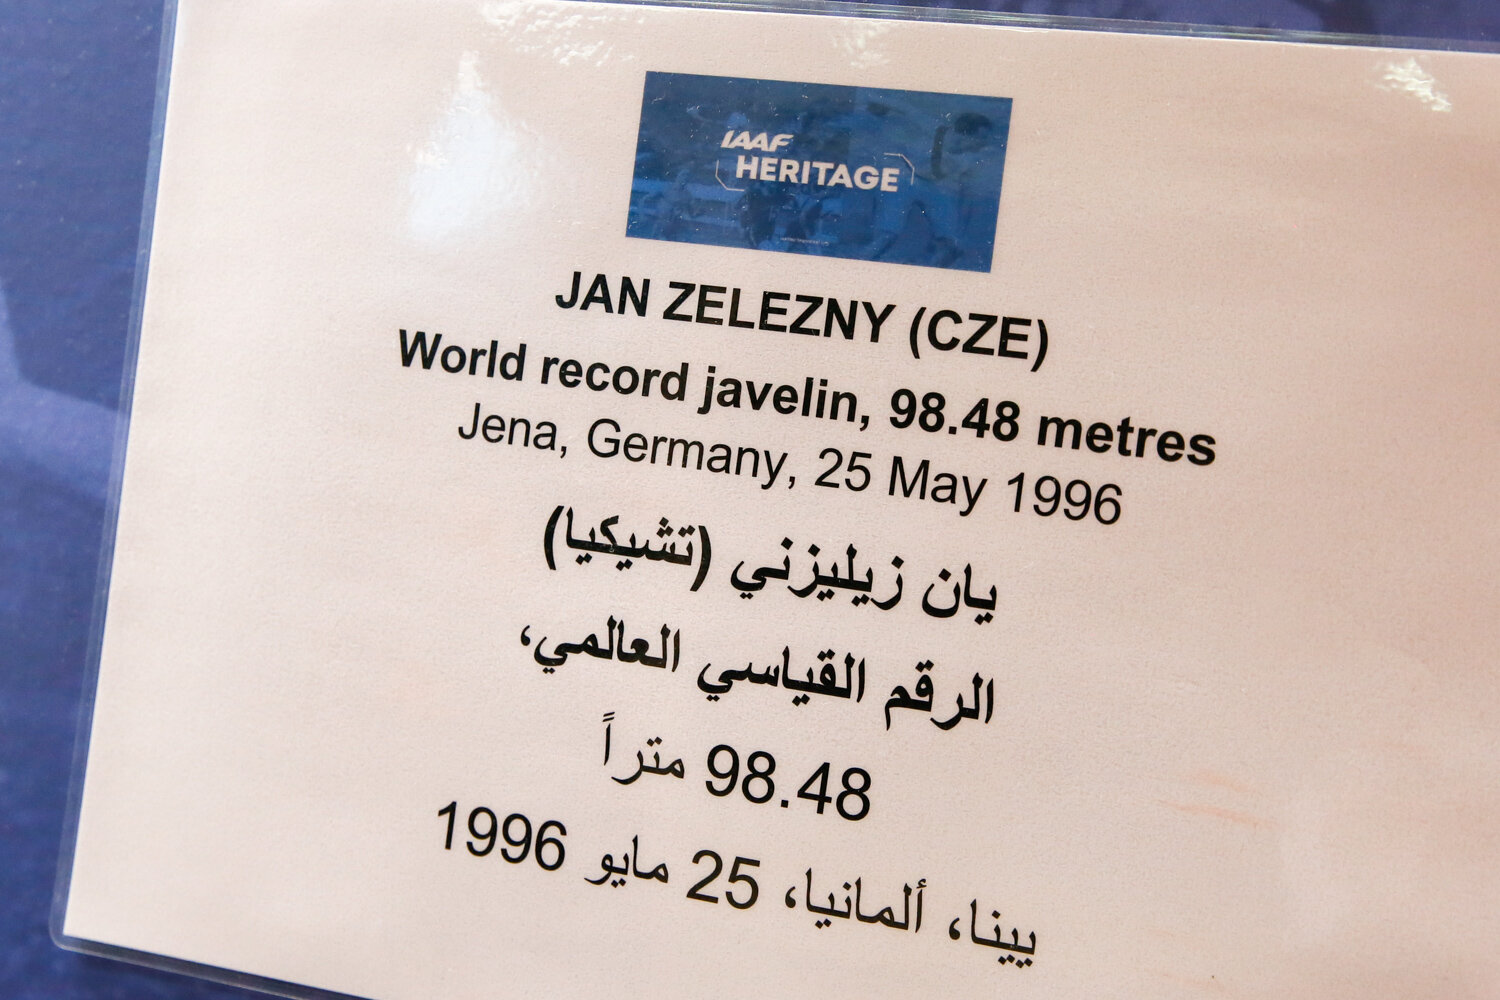 IAAF
HERITAGE
JAN ZELEZNY (CZE)
World record javelin, 98.48 metres
Jena, Germany, 25 May 1996
يان زيليزني (تشيكيا)
الرقم القياسي العالمي،
98.48 متراً
يينا، ألمانيا، 25 مايو 1996